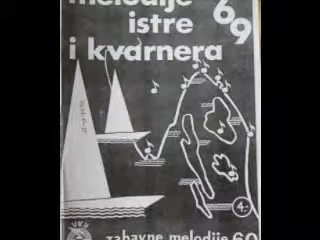 melodije 69
istre
i kvarnera
4.
zabavne melodije 69